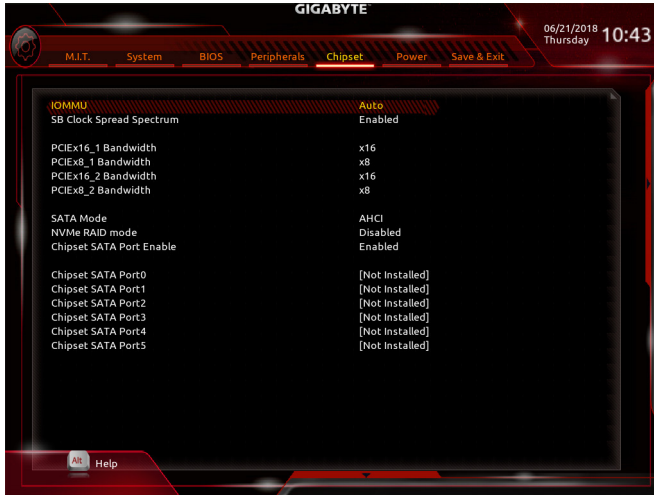 GIGABYTE
06/21/2018 10:43
Thursday
M.I.T. System BIOS Peripherals Chipset Power Save & Exit
IOMMU Auto
SB Clock Spread Spectrum Enabled
PCIEx16_1 Bandwidth x16
PCIEx8_1 Bandwidth x8
PCIEx16_2 Bandwidth x16
PCIEx8_2 Bandwidth x8
SATA Mode AHCI
NVMe RAID mode Disabled
Chipset SATA Port Enable Enabled
Chipset SATA Port0 [Not Installed]
Chipset SATA Port1 [Not Installed]
Chipset SATA Port2 [Not Installed]
Chipset SATA Port3 [Not Installed]
Chipset SATA Port4 [Not Installed]
Chipset SATA Port5 [Not Installed]
Alt Help